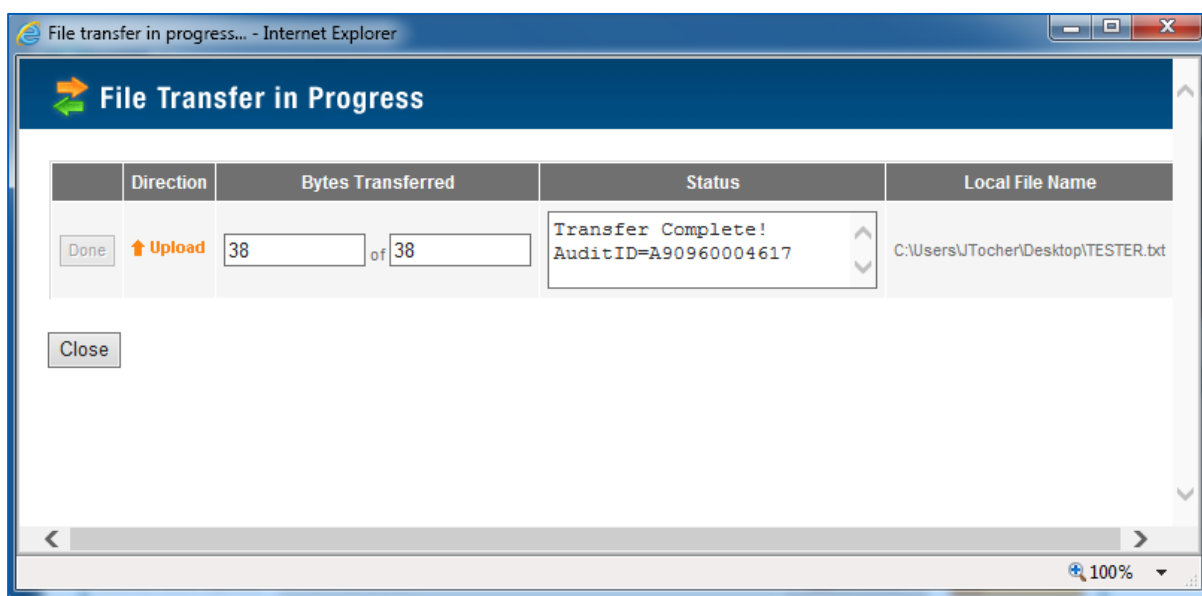 File transfer in progress... - Internet Explorer
File Transfer in Progress
Direction Bytes Transferred Status Local File Name
Done Upload 38 of 38 Transfer Complete! C:\Users\JTocher\Desktop\TESTER.txt
AuditID=A90960004617
Close
100%